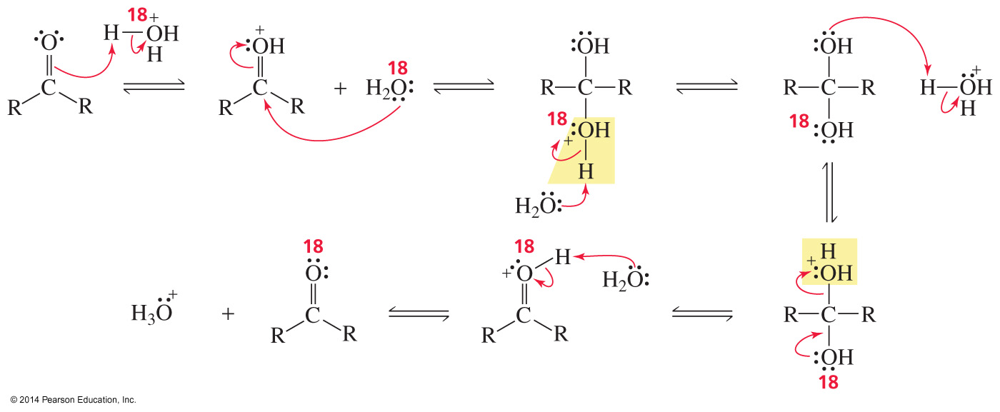 O H 18 + OH H
C
R R
+ OH
C
R R
+
18
H2O
OH
R C R
18 OH
+
H
H2O
OH
R C R
18 OH
+
H OH
H
H3O+
+
18
O
C
R R
18
+ O H
C
R R
H2O
H
+ OH
R C R
OH
18
© 2014 Pearson Education, Inc.